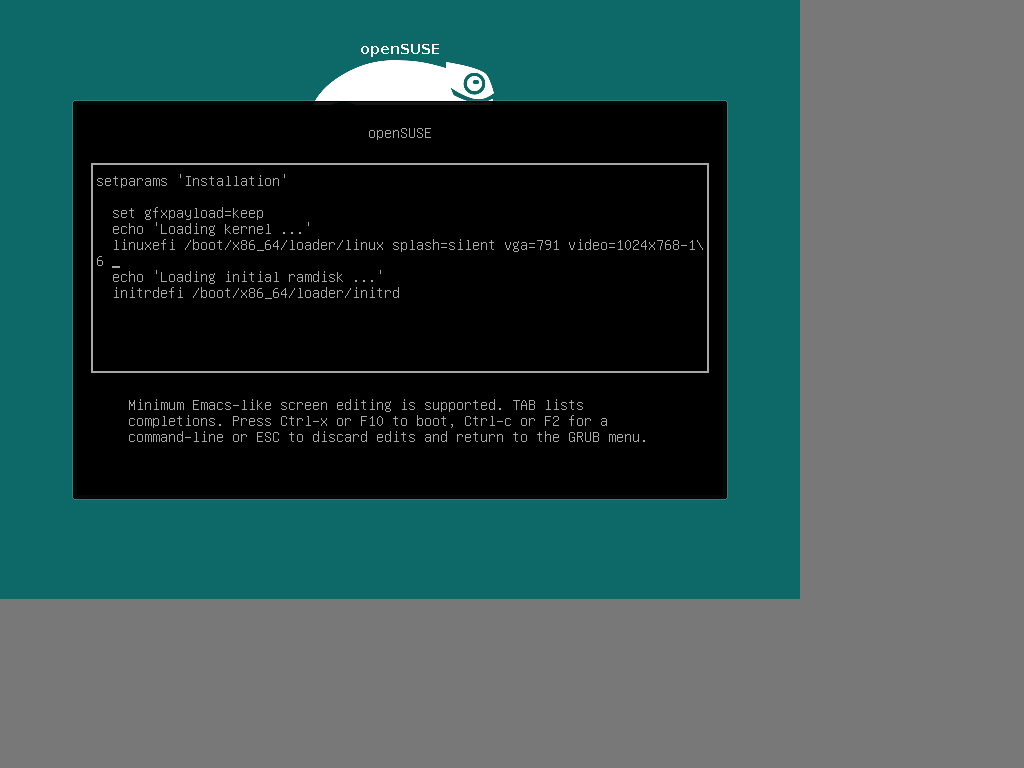 openSUSE
openSUSE
setparams 'Installation'
set gfxpayload=keep
echo 'Loading kernel ...'
linuxefi /boot/x86_64/loader/linux splash=silent vga=791 video=1024x768-1\
6 _
echo 'Loading initial ramdisk ...'
initrdefi /boot/x86_64/loader/initrd
Minimum Emacs-like screen editing is supported. TAB lists
completions. Press Ctrl-x or F10 to boot, Ctrl-c or F2 for a
command-line or ESC to discard edits and return to the GRUB menu.